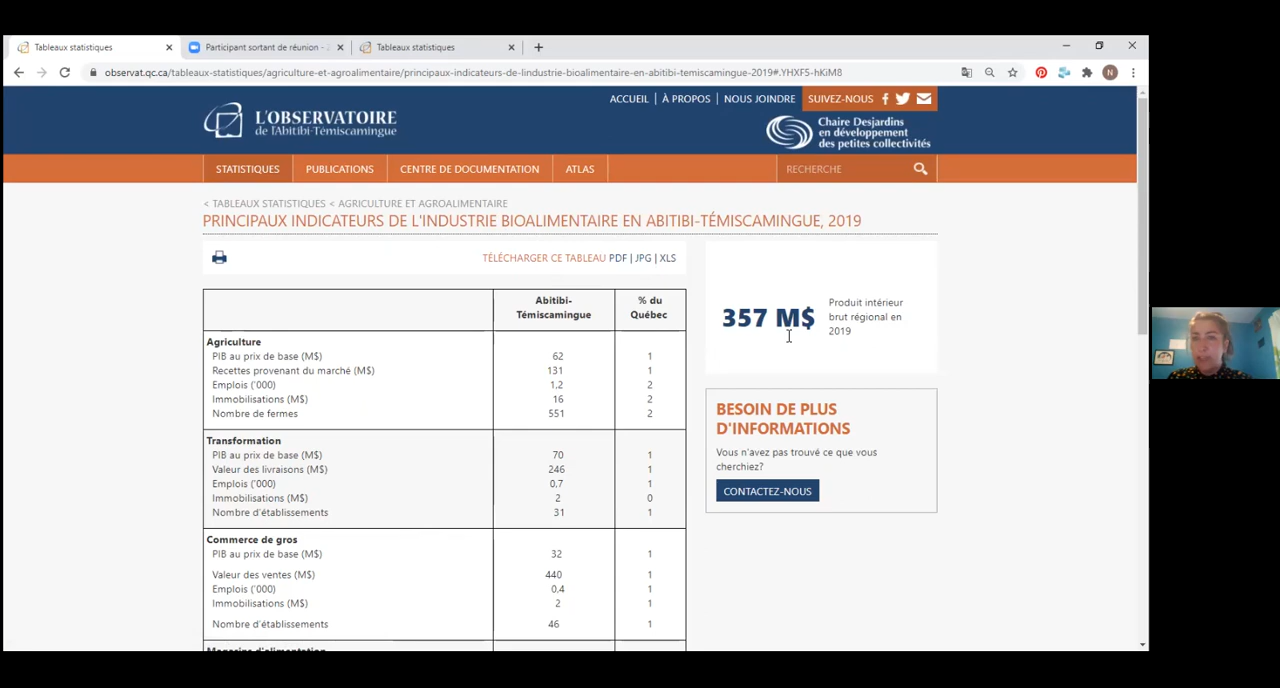 Tableaux statistiques
Participant sortant de réunion - Z
Tableaux statistiques
observat.qc.ca/tableaux-statistiques/agriculture-et-agroalimentaire/principaux-indicateurs-de-lindustrie-bioalimentaire-en-abitibi-temiscamingue-2019#.YHXF5-hKiM8
N
ACCUEIL | À PROPOS | NOUS JOINDRE
SUIVEZ-NOUS
L'OBSERVATOIRE
de l'Abitibi-Témiscamingue
Chaire Desjardins
en développement
des petites collectivités
STATISTIQUES
PUBLICATIONS
CENTRE DE DOCUMENTATION
ATLAS
RECHERCHE
< TABLEAUX STATISTIQUES < AGRICULTURE ET AGROALIMENTAIRE
PRINCIPAUX INDICATEURS DE L'INDUSTRIE BIOALIMENTAIRE EN ABITIBI-TÉMISCAMINGUE, 2019
TÉLÉCHARGER CE TABLEAU PDF | JPG | XLS
Abitibi-
Témiscamingue
% du
Québec
Agriculture
PIB au prix de base (M$) 62 1
Recettes provenant du marché (M$) 131 1
Emplois ('000) 1,2 2
Immobilisations (M$) 16 2
Nombre de fermes 551 2
Transformation
PIB au prix de base (M$) 70 1
Valeur des livraisons (M$) 246 1
Emplois ('000) 0,7 1
Immobilisations (M$) 2 0
Nombre d'établissements 31 1
Commerce de gros
PIB au prix de base (M$) 32 1
Valeur des ventes (M$) 440 1
Emplois ('000) 0,4 1
Immobilisations (M$) 2 1
Nombre d'établissements 46 1
Magasins d'alimentation
357 M$
Produit intérieur
brut régional en
2019
BESOIN DE PLUS
D'INFORMATIONS
Vous n'avez pas trouvé ce que vous
cherchiez?
CONTACTEZ-NOUS